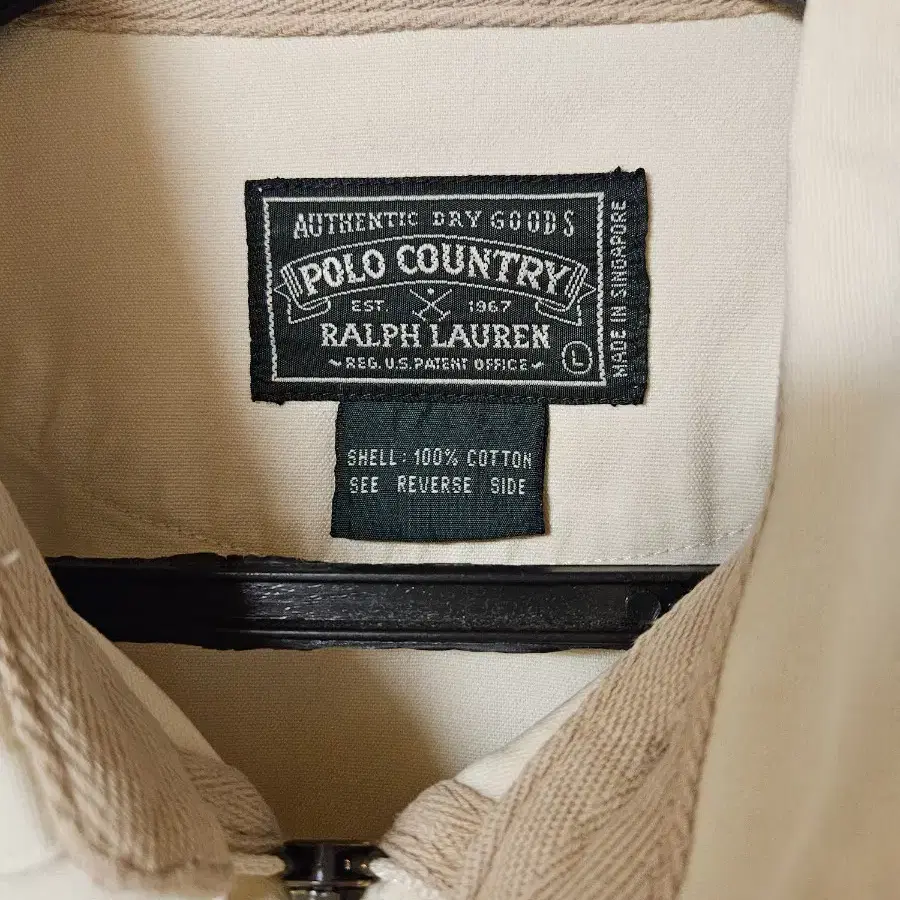 AUTHENTIC DRY GOODS
POLO COUNTRY
EST. 1967
RALPH LAUREN
REG. U.S. PATENT OFFICE
L
MADE IN SINGAPORE
SHELL: 100% COTTON
SEE REVERSE SIDE